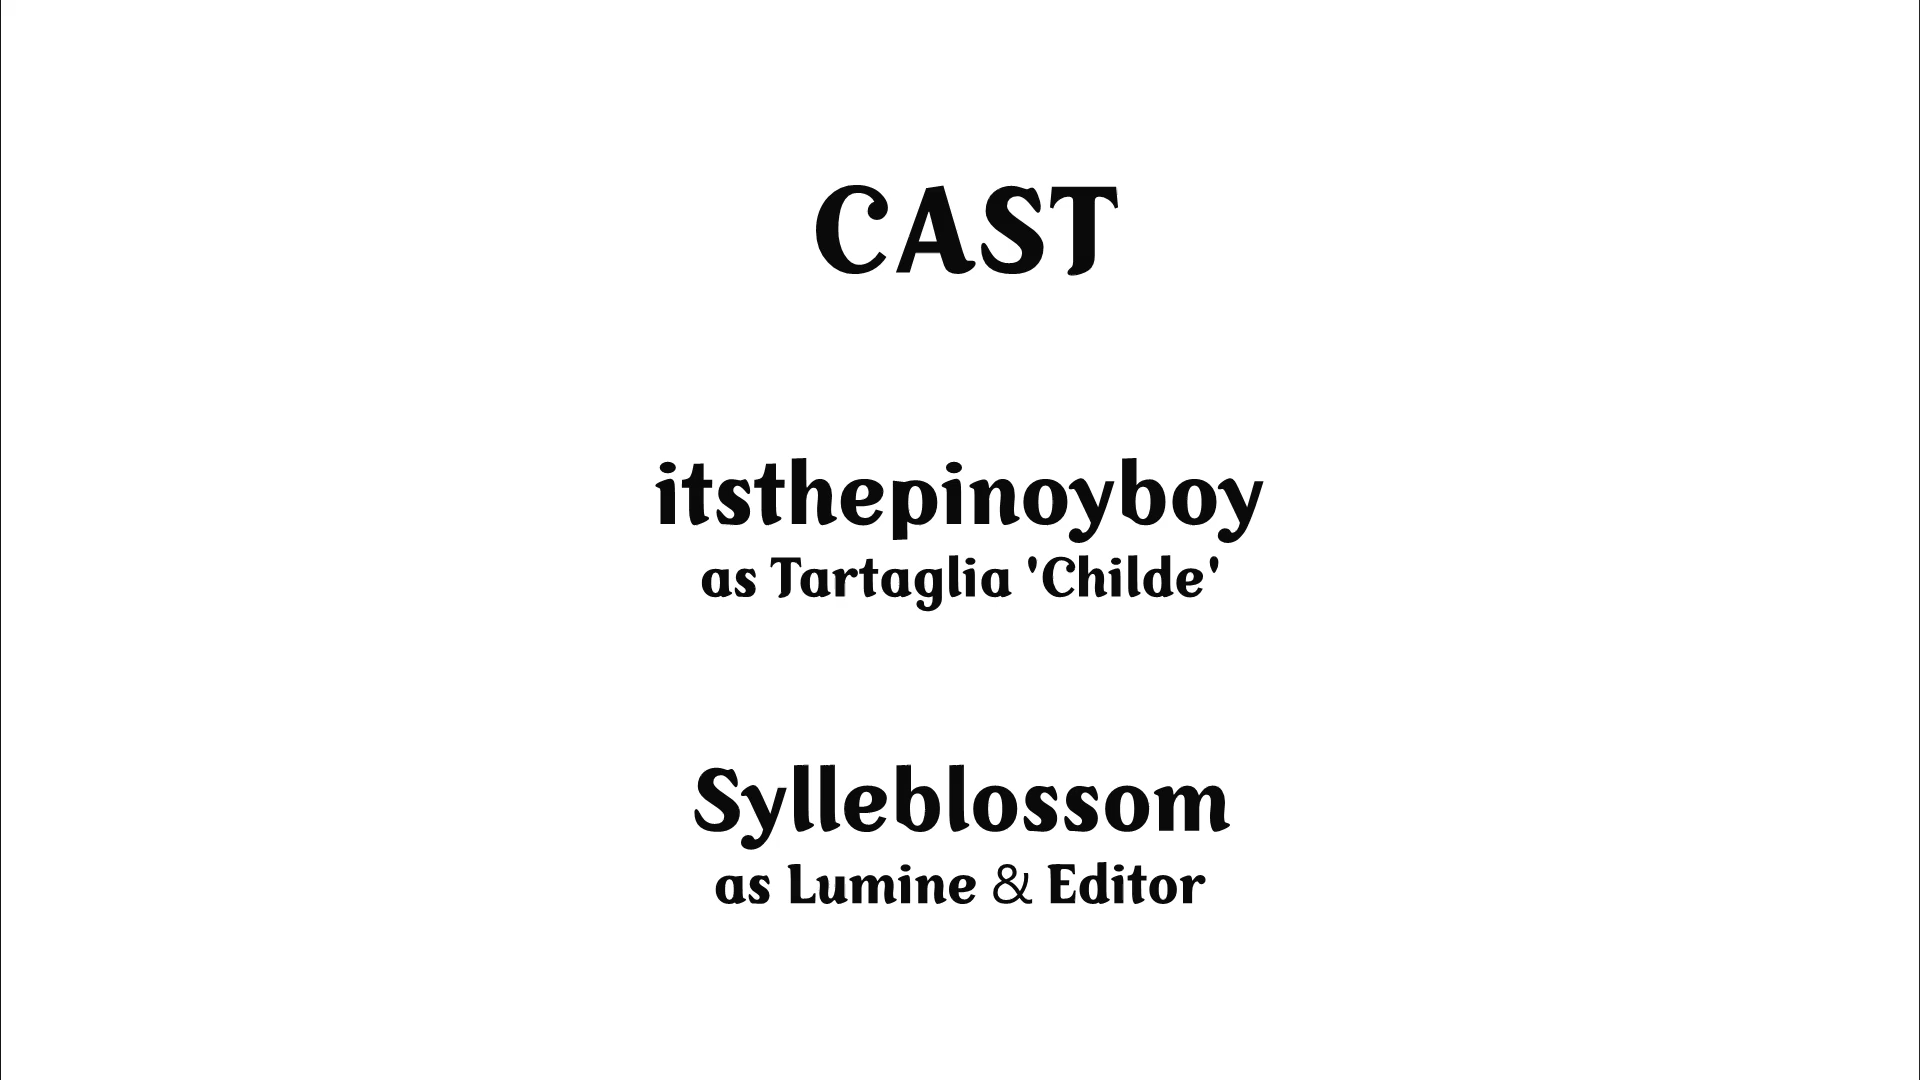 CAST
itsthepinoyboy
as Tartaglia 'Childe'
Sylleblossom
as Lumine & Editor